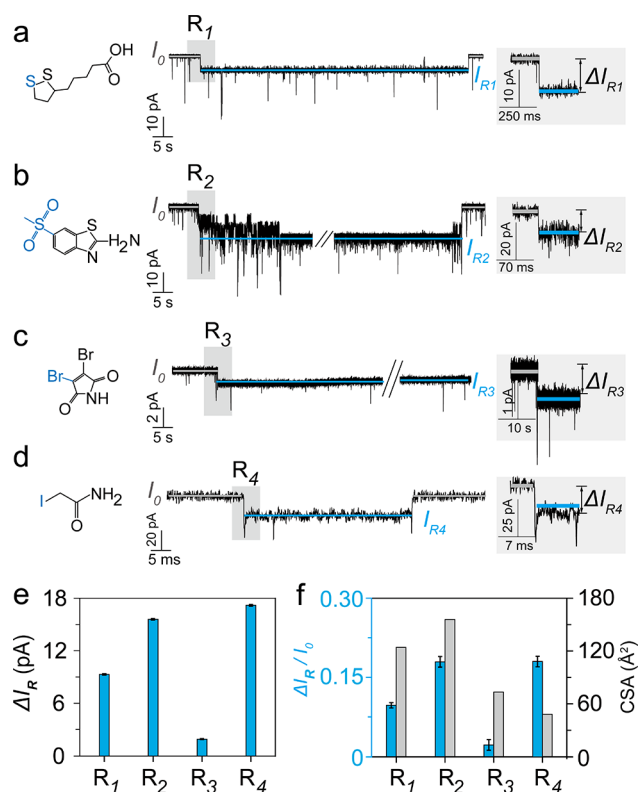 a
S
S
OH
O
I0
R1
IR1
10 pA
5 s
10 pA
250 ms
ΔIR1
b
O
S
O
S
N
H2N
I0
R2
IR2
10 pA
5 s
20 pA
70 ms
ΔIR2
c
Br
Br
O
O
NH
I0
R3
IR3
2 pA
5 s
1 pA
10 s
ΔIR3
d
I
NH2
O
I0
R4
IR4
20 pA
5 ms
25 pA
7 ms
ΔIR4
e
ΔIR (pA)
18
12
6
0
R1 R2 R3 R4
f
ΔIR / I0
0.30
0.15
0
180
120
60
0
CSA (Å²)
R1 R2 R3 R4